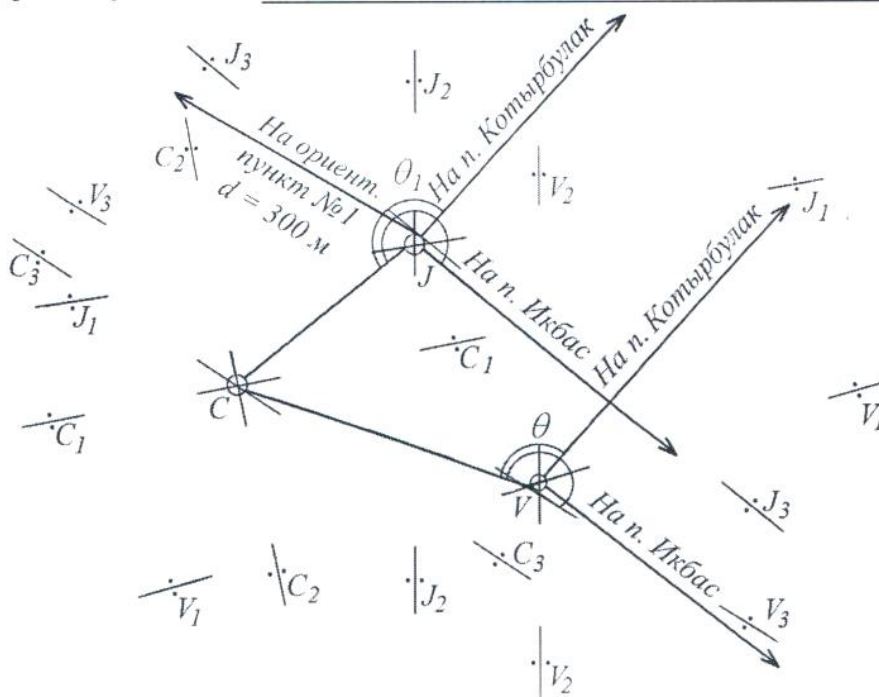 J3
J2
На п. Котырбулак
На ориент.
пункт №1
d = 300 м
C2
θ1
V2
J1
V3
C3
J1
J
На п. Икбас
На п. Котырбулак
C1
C
C1
V1
θ
V
J3
На п. Икбас
C3
V1
C2
J2
V3
V2